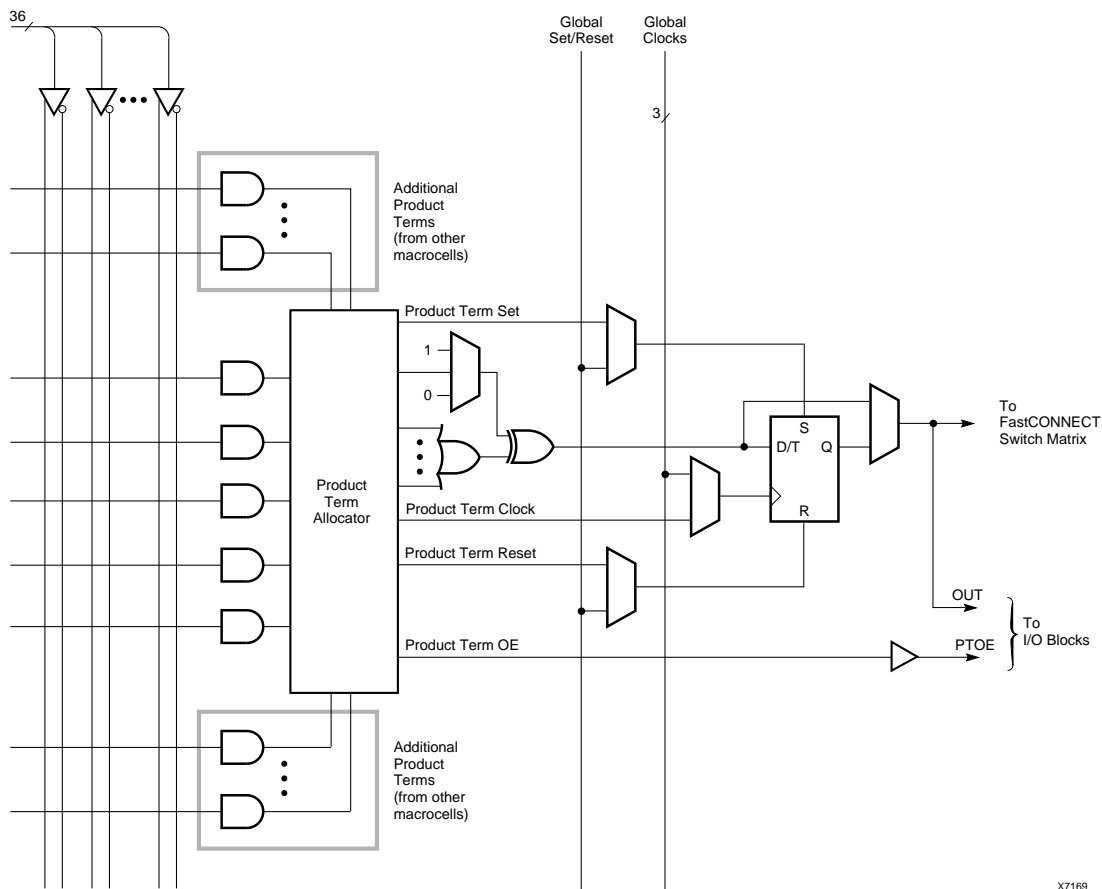 36
Global
Set/Reset
Global
Clocks
3
Additional
Product
Terms
(from other
macrocells)
Product Term Set
1
0
Product
Term
Allocator
S
D/T
Q
R
To
FastCONNECT
Switch Matrix
Product Term Clock
Product Term Reset
OUT
To
I/O Blocks
Product Term OE
PTOE
Additional
Product
Terms
(from other
macrocells)
X7169